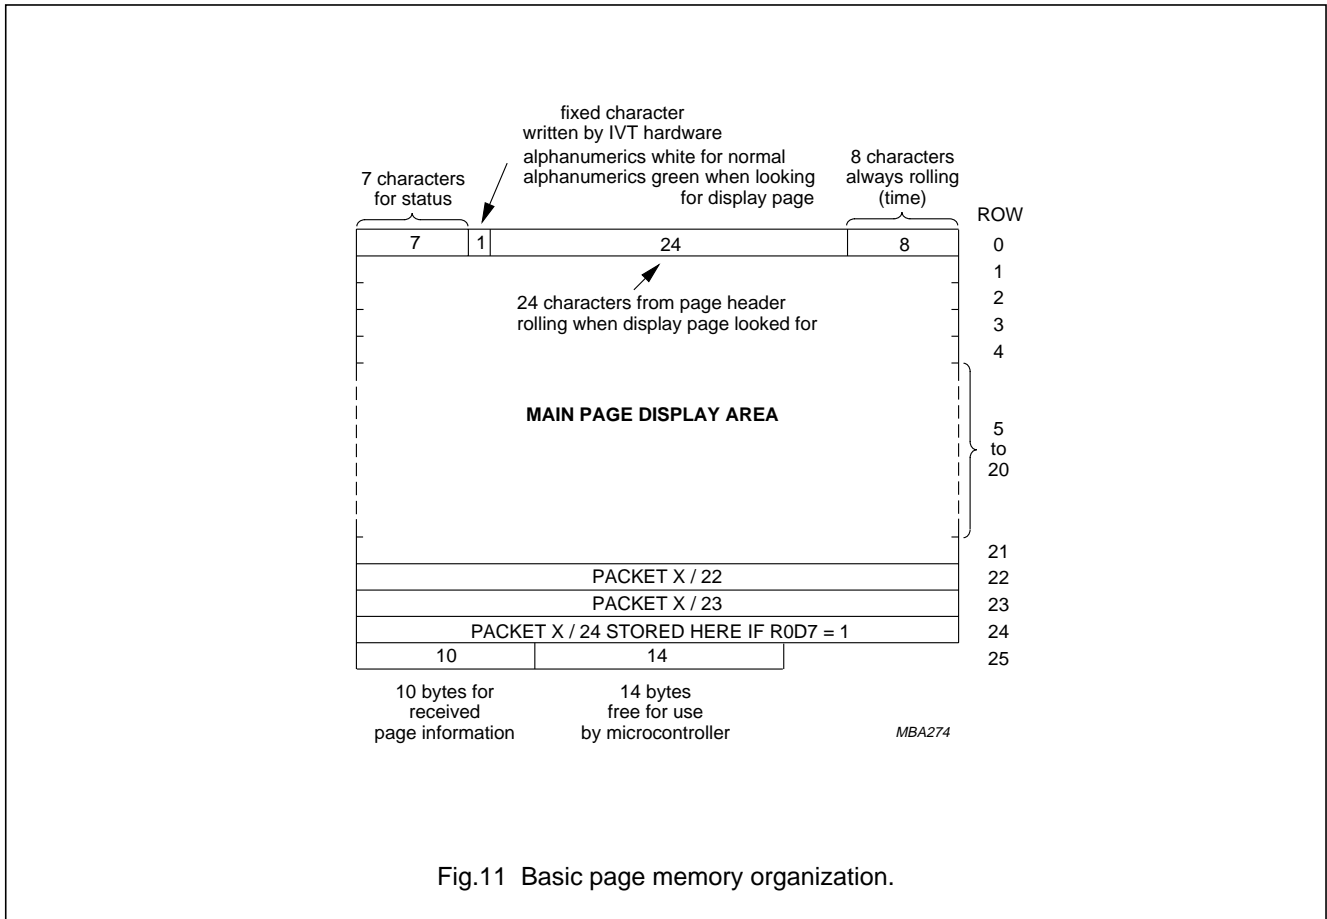 fixed character
written by IVT hardware
alphanumerics white for normal
alphanumerics green when looking
for display page
7 characters
for status
8 characters
always rolling
(time)
ROW
7 1 24 8 0
1
24 characters from page header
rolling when display page looked for
2
3
4
MAIN PAGE DISPLAY AREA
5
to
20
21
PACKET X / 22 22
PACKET X / 23 23
PACKET X / 24 STORED HERE IF R0D7 = 1 24
10 14 25
10 bytes for
received
page information
14 bytes
free for use
by microcontroller
MBA274
Fig.11 Basic page memory organization.